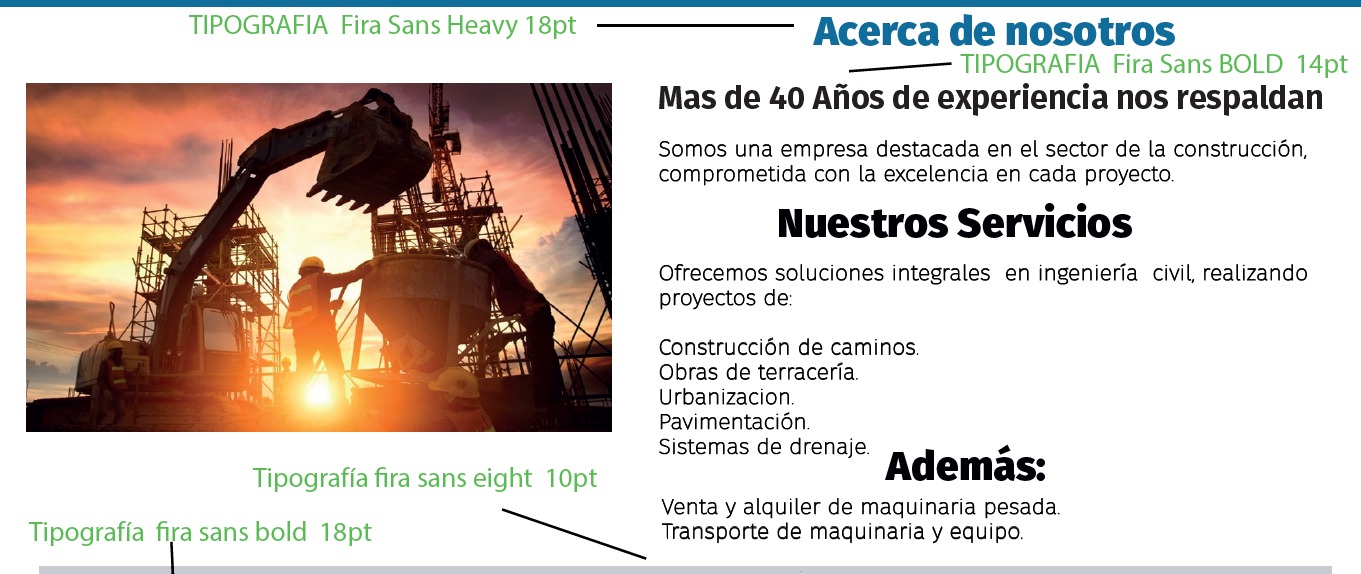 TIPOGRAFIA Fira Sans Heavy 18pt
Acerca de nosotros
TIPOGRAFIA Fira Sans BOLD 14pt
Mas de 40 Años de experiencia nos respaldan
Somos una empresa destacada en el sector de la construcción,
comprometida con la excelencia en cada proyecto.
Nuestros Servicios
Ofrecemos soluciones integrales en ingeniería civil, realizando
proyectos de:
Construcción de caminos.
Obras de terracería.
Urbanizacion.
Pavimentación.
Sistemas de drenaje.
Además:
Venta y alquiler de maquinaria pesada.
Transporte de maquinaria y equipo.
Tipografía fira sans eight 10pt
Tipografía fira sans bold 18pt